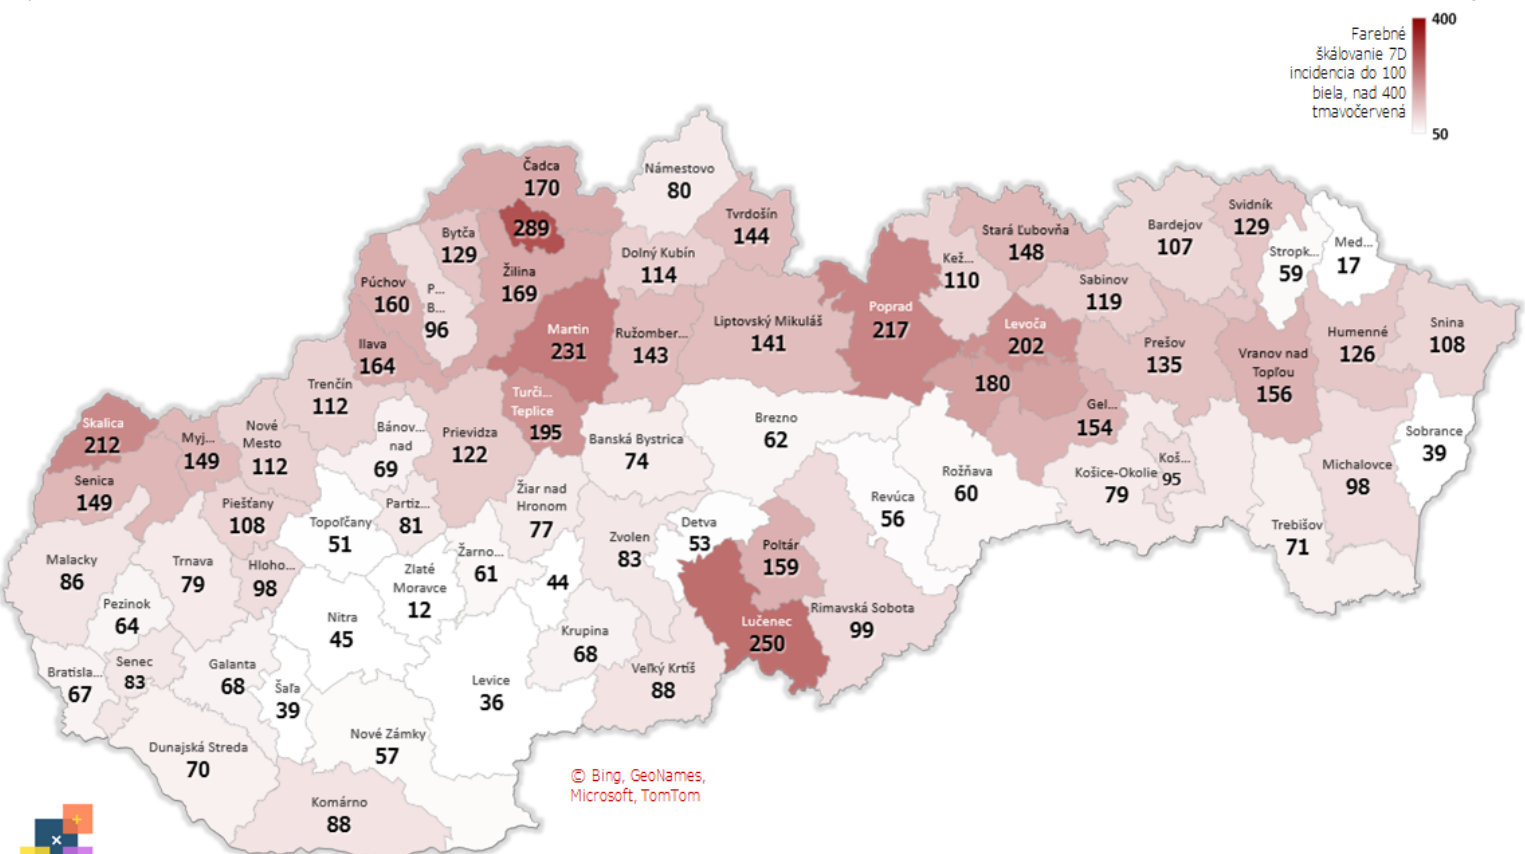 400
Farebné
škálovanie 7D
incidencia do 100
biela, nad 400
tmavočervená
50
Čadca
170
Námestovo
80
289
Bytča
129
Tvrdošín
144
Dolný Kubín
114
Žilina
169
Púchov
160
P...
B...
96
Ilava
164
Martin
231
Ružomber...
143
Liptovský Mikuláš
141
Poprad
217
Kež...
110
Stará Ľubovňa
148
Levoča
202
180
Sabinov
119
Bardejov
107
Svidník
129
Stropk...
59
Med...
17
Prešov
135
Vranov nad
Topľou
156
Humenné
126
Snina
108
Gel...
154
Trenčín
112
Skalica
212
Myj...
149
Nové
Mesto
112
Senica
149
Bánov...
nad
69
Prievidza
122
Turči...
Teplice
195
Banská Bystrica
74
Brezno
62
Rožňava
60
Revúca
56
Košice-Okolie
79
Koš...
95
Michalovce
98
Sobrance
39
Trebišov
71
Piešťany
108
Topoľčany
51
Partiz...
81
Žiar nad
Hronom
77
Zvolen
83
Detva
53
Poltár
159
Malacky
86
Trnava
79
Hloho...
98
Zlaté
Moravce
12
Žarno...
61
44
Pezinok
64
Nitra
45
Krupina
68
Lučenec
250
Rimavská Sobota
99
Bratisla...
67
Senec
83
Galanta
68
Šaľa
39
Levice
36
Veľký Krtíš
88
Dunajská Streda
70
Nové Zámky
57
Komárno
88
© Bing, GeoNames,
Microsoft, TomTom